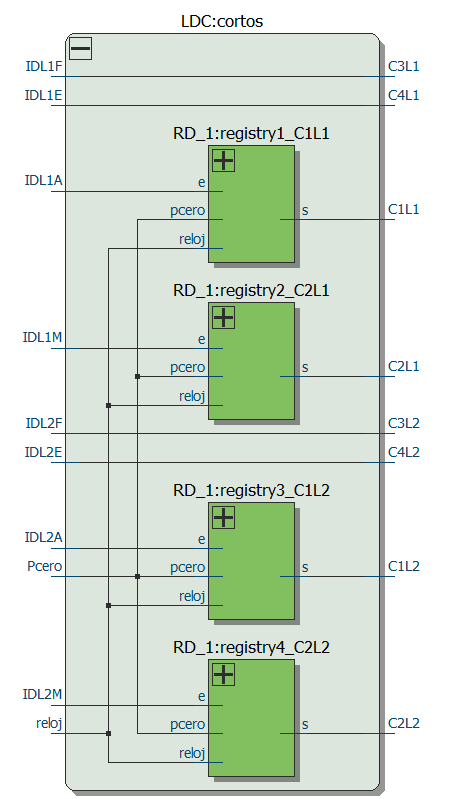 LDC:cortos
IDL1F C3L1
IDL1E C4L1
RD_1:registry1_C1L1
IDL1A e
pcero s C1L1
reloj
RD_1:registry2_C2L1
IDL1M e
pcero s C2L1
reloj
IDL2F C3L2
IDL2E C4L2
RD_1:registry3_C1L2
IDL2A e
Pcero pcero s C1L2
reloj
RD_1:registry4_C2L2
IDL2M e
reloj pcero s C2L2
reloj